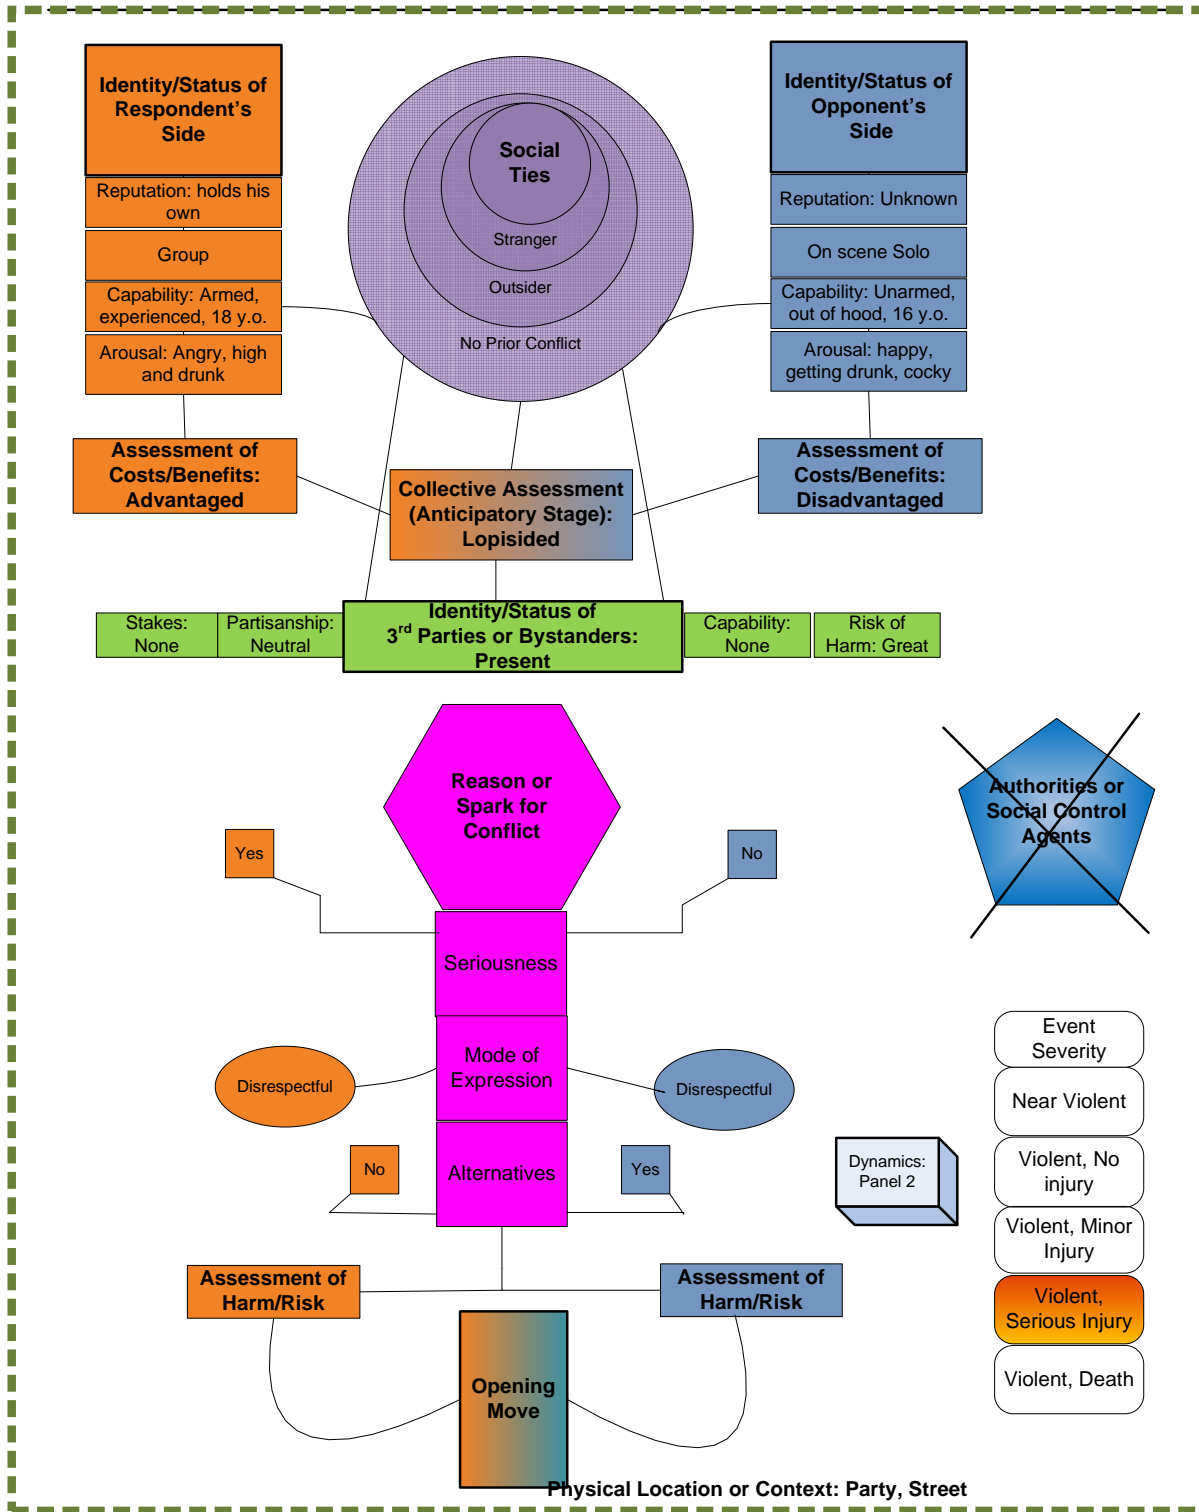 Identity/Status of
Respondent's
Side
Reputation: holds his
own
Group
Capability: Armed,
experienced, 18 y.o.
Arousal: Angry, high
and drunk
Assessment of
Costs/Benefits:
Advantaged
Social
Ties
Stranger
Outsider
No Prior Conflict
Identity/Status of
Opponent's
Side
Reputation: Unknown
On scene Solo
Capability: Unarmed,
out of hood, 16 y.o.
Arousal: happy,
getting drunk, cocky
Assessment of
Costs/Benefits:
Disadvantaged
Collective Assessment
(Anticipatory Stage):
Lopisided
Stakes:
None
Partisanship:
Neutral
Identity/Status of
3rd Parties or Bystanders:
Present
Capability:
None
Risk of
Harm: Great
Reason or
Spark for
Conflict
Authorities or
Social Control
Agents
Yes
No
Seriousness
Disrespectful
Mode of
Expression
Disrespectful
No
Alternatives
Yes
Dynamics:
Panel 2
Event
Severity
Near Violent
Violent, No
injury
Violent, Minor
Injury
Violent,
Serious Injury
Violent, Death
Assessment of
Harm/Risk
Assessment of
Harm/Risk
Opening
Move
Physical Location or Context: Party, Street